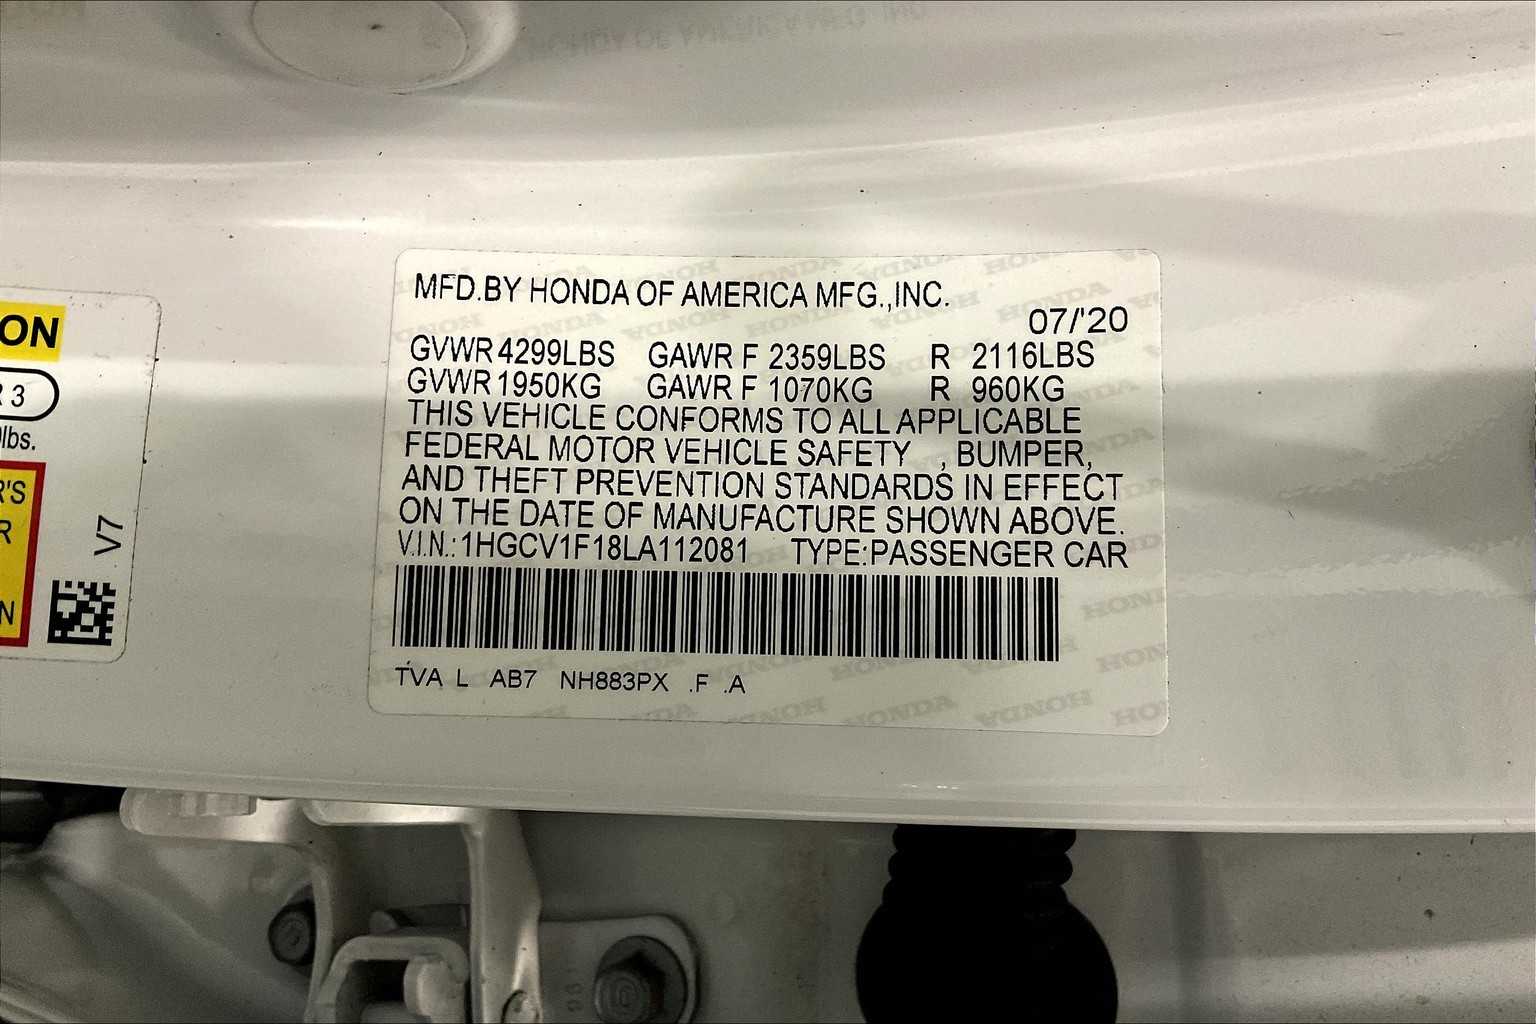 MFD.BY HONDA OF AMERICA MFG.,INC.
07/'20
GVWR 4299LBS GAWR F 2359LBS R 2116LBS
GVWR 1950KG GAWR F 1070KG R 960KG
THIS VEHICLE CONFORMS TO ALL APPLICABLE
FEDERAL MOTOR VEHICLE SAFETY , BUMPER,
AND THEFT PREVENTION STANDARDS IN EFFECT
ON THE DATE OF MANUFACTURE SHOWN ABOVE.
V.I.N.: 1HGCV1F18LA112081 TYPE:PASSENGER CAR
TVA L AB7 NH883PX .F .A
ON
R 3
lbs.
R'S
R
N
V7